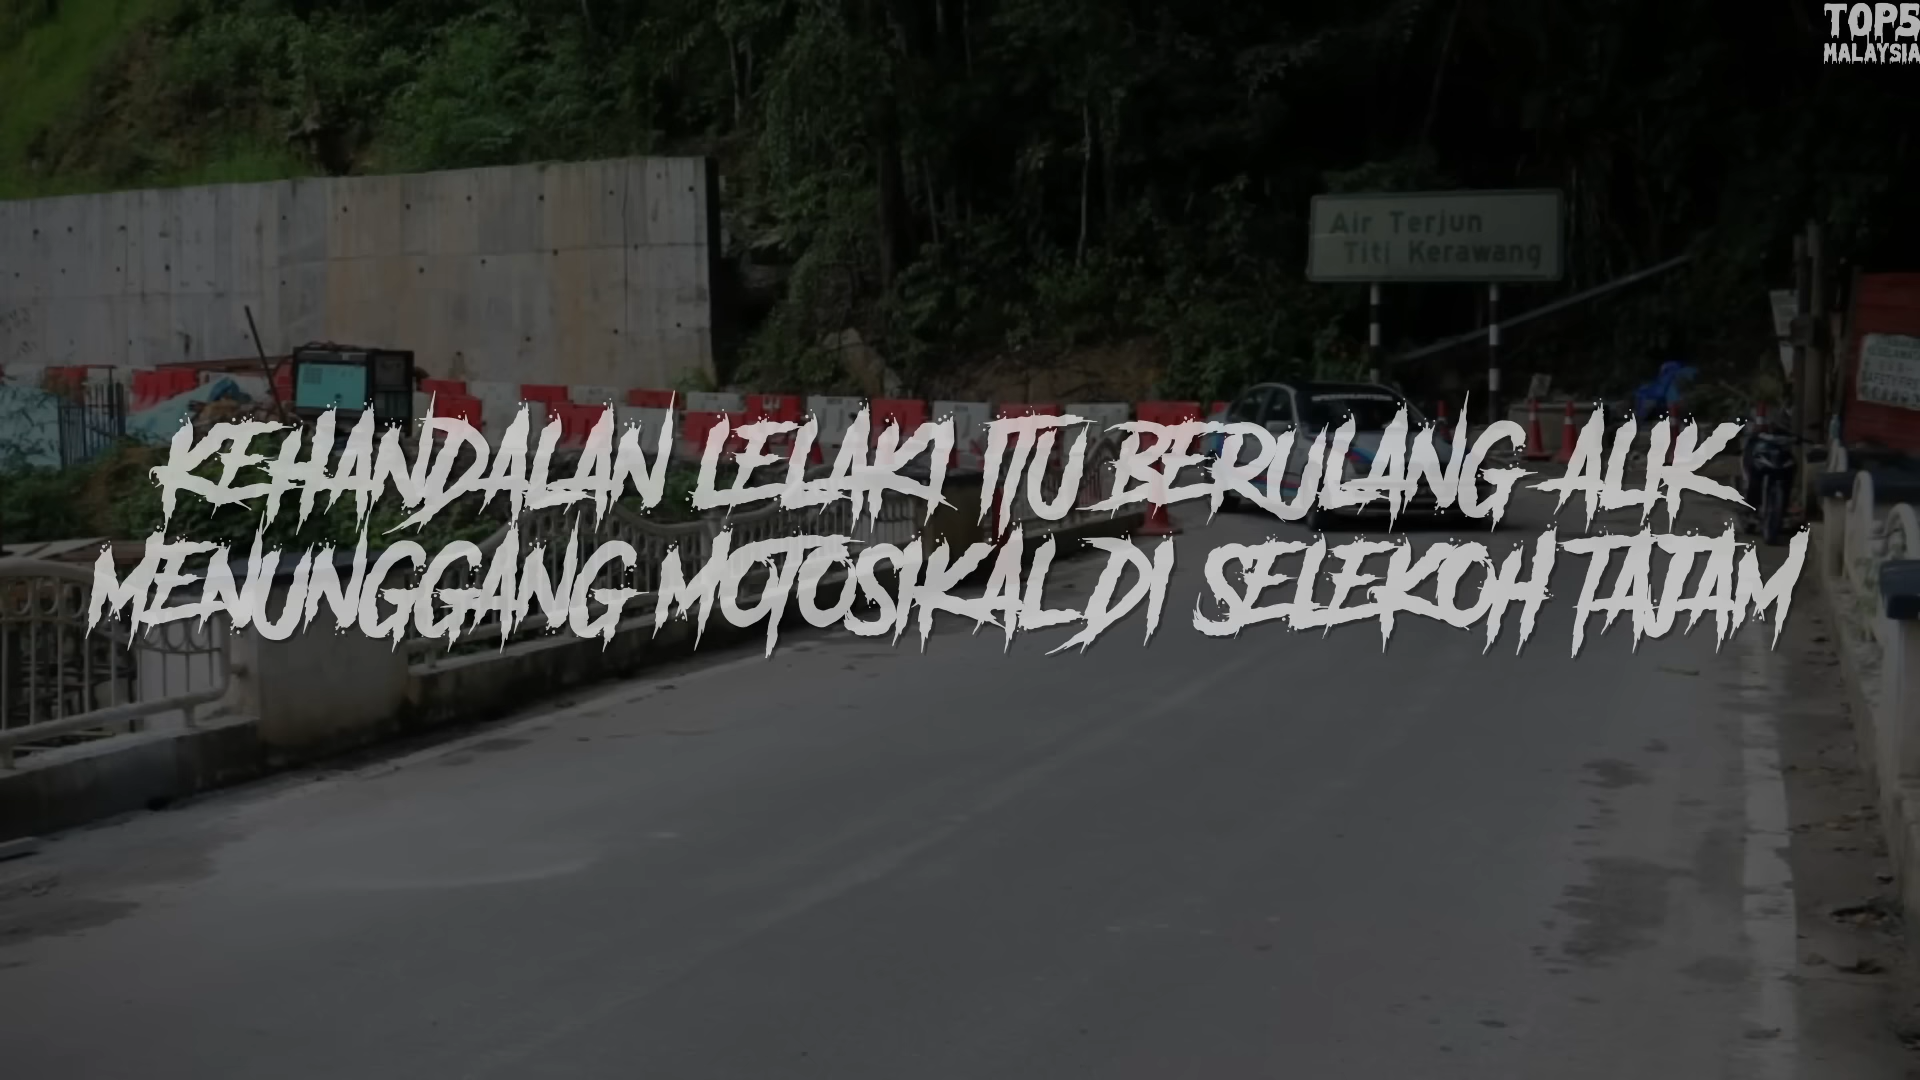 TOP5
MALAYSIA
Air Terjun
Titi Kerawang
KEHANDALAN LELAKI ITU BERULANG ALIK
MENUNGGANG MOTOSIKAL DI SELEKOH TAJAM